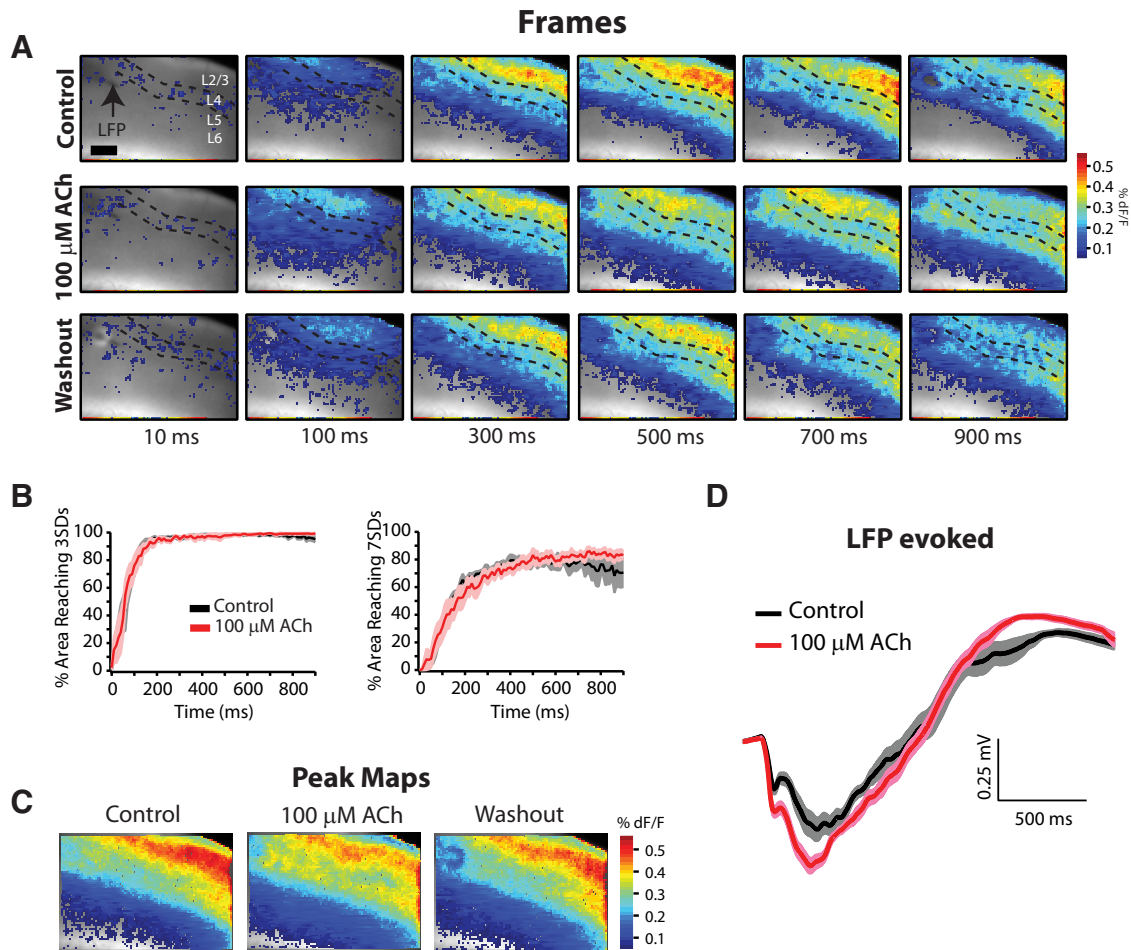 Frames
A
Control
L2/3
L4
L5
L6
LFP
100 μM ACh
Washout
10 ms
100 ms
300 ms
500 ms
700 ms
900 ms
0.5
0.4
0.3
0.2
0.1
% dF/F
B
% Area Reaching 3SDs
100
80
60
40
20
0
Control
100 μM ACh
0 200 400 600 800
Time (ms)
% Area Reaching 7SDs
100
80
60
40
20
0
0 200 400 600 800
Time (ms)
C
Peak Maps
Control
100 μM ACh
Washout
% dF/F
0.5
0.4
0.3
0.2
0.1
D
LFP evoked
Control
100 μM ACh
0.25 mV
500 ms